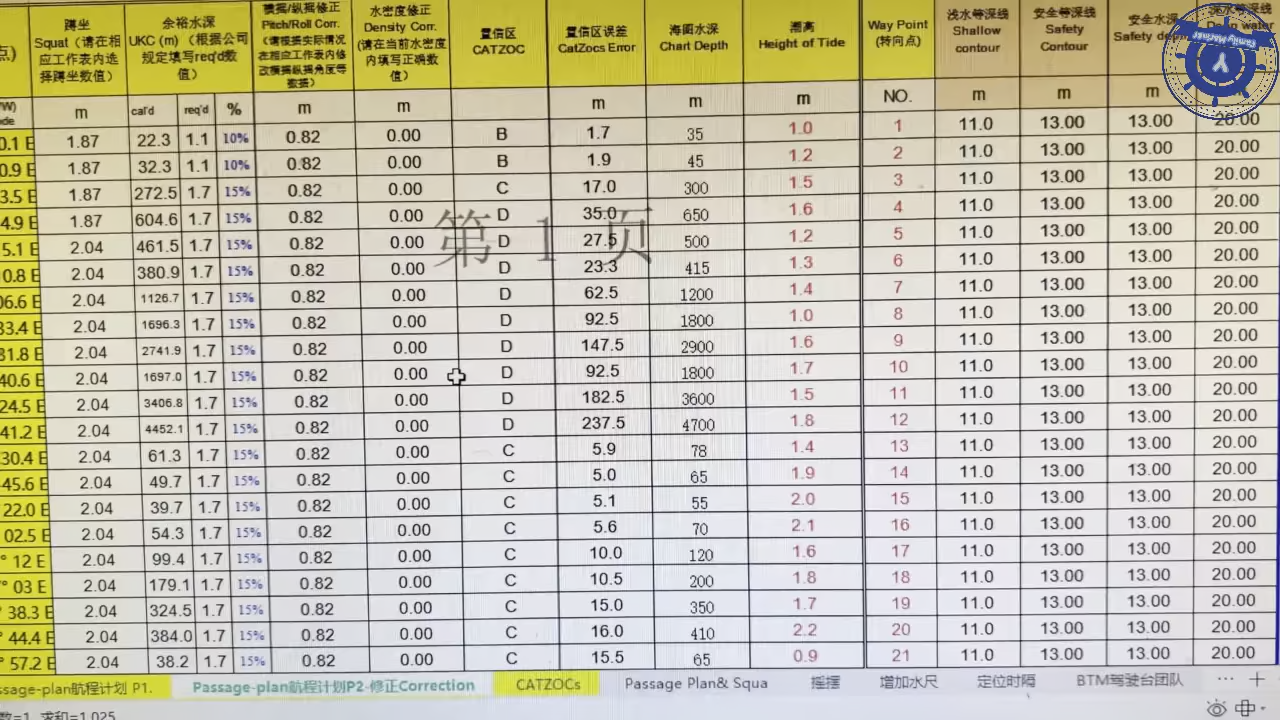 点)
蹲坐
Squat（请在相
应工作表内选
择蹲坐数值）
余裕水深
UKC (m) （根据公司
规定填写req'd数
值）
横摇/纵摇修正
Pitch/Roll Corr.
（请根据实际情况
在相应工作表内修
改横摇纵摇角度等
数据）
水密度修正
Density Corr.
(请在当前水密度
内填写正确数
值）
置信区
CATZOC
置信区误差
CatZocs Error
海图水深
Chart Depth
潮高
Height of Tide
Way Point
(转向点)
浅水等深线
Shallow
contour
安全等深线
Safety
Contour
安全水深
Safety
Family Mariner
m cal'd req'd % m m m m m NO. m m m
0.1 E 1.87 22.3 1.1 10% 0.82 0.00 B 1.7 35 1.0 1 11.0 13.00 13.00 20.00
0.9 E 1.87 32.3 1.1 10% 0.82 0.00 B 1.9 45 1.2 2 11.0 13.00 13.00 20.00
3.5 E 1.87 272.5 1.7 15% 0.82 0.00 C 17.0 300 1.5 3 11.0 13.00 13.00 20.00
4.9 E 1.87 604.6 1.7 15% 0.82 0.00 D 35.0 650 1.6 4 11.0 13.00 13.00 20.00
5.1 E 2.04 461.5 1.7 15% 0.82 0.00 D 27.5 500 1.2 5 11.0 13.00 13.00 20.00
第 1 页
0.8 E 2.04 380.9 1.7 15% 0.82 0.00 D 23.3 415 1.3 6 11.0 13.00 13.00 20.00
06.6 E 2.04 1126.7 1.7 15% 0.82 0.00 D 62.5 1200 1.4 7 11.0 13.00 13.00 20.00
33.4 E 2.04 1696.3 1.7 15% 0.82 0.00 D 92.5 1800 1.0 8 11.0 13.00 13.00 20.00
31.8 E 2.04 2741.9 1.7 15% 0.82 0.00 D 147.5 2900 1.6 9 11.0 13.00 13.00 20.00
40.6 E 2.04 1697.0 1.7 15% 0.82 0.00 D 92.5 1800 1.7 10 11.0 13.00 13.00 20.00
24.5 E 2.04 3406.8 1.7 15% 0.82 0.00 D 182.5 3600 1.5 11 11.0 13.00 13.00 20.00
41.2 E 2.04 4452.1 1.7 15% 0.82 0.00 D 237.5 4700 1.8 12 11.0 13.00 13.00 20.00
30.4 E 2.04 61.3 1.7 15% 0.82 0.00 C 5.9 78 1.4 13 11.0 13.00 13.00 20.00
45.6 E 2.04 49.7 1.7 15% 0.82 0.00 C 5.0 65 1.9 14 11.0 13.00 13.00 20.00
22.0 E 2.04 39.7 1.7 15% 0.82 0.00 C 5.1 55 2.0 15 11.0 13.00 13.00 20.00
02.5 E 2.04 54.3 1.7 15% 0.82 0.00 C 5.6 70 2.1 16 11.0 13.00 13.00 20.00
° 12 E 2.04 99.4 1.7 15% 0.82 0.00 C 10.0 120 1.6 17 11.0 13.00 13.00 20.00
° 03 E 2.04 179.1 1.7 15% 0.82 0.00 C 10.5 200 1.8 18 11.0 13.00 13.00 20.00
° 38.3 E 2.04 324.5 1.7 15% 0.82 0.00 C 15.0 350 1.7 19 11.0 13.00 13.00 20.00
° 44.4 E 2.04 384.0 1.7 15% 0.82 0.00 C 16.0 410 2.2 20 11.0 13.00 13.00 20.00
° 57.2 E 2.04 38.2 1.7 15% 0.82 0.00 C 15.5 65 0.9 21 11.0 13.00 13.00 20.00
ssage-plan航程计划 P1. Passage-plan航程计划P2-修正Correction CATZOCs Passage Plan& Squa 摇摆 增加水尺 定位时隔 BTM驾驶台团队 ··· +
数=1 求和=1.025